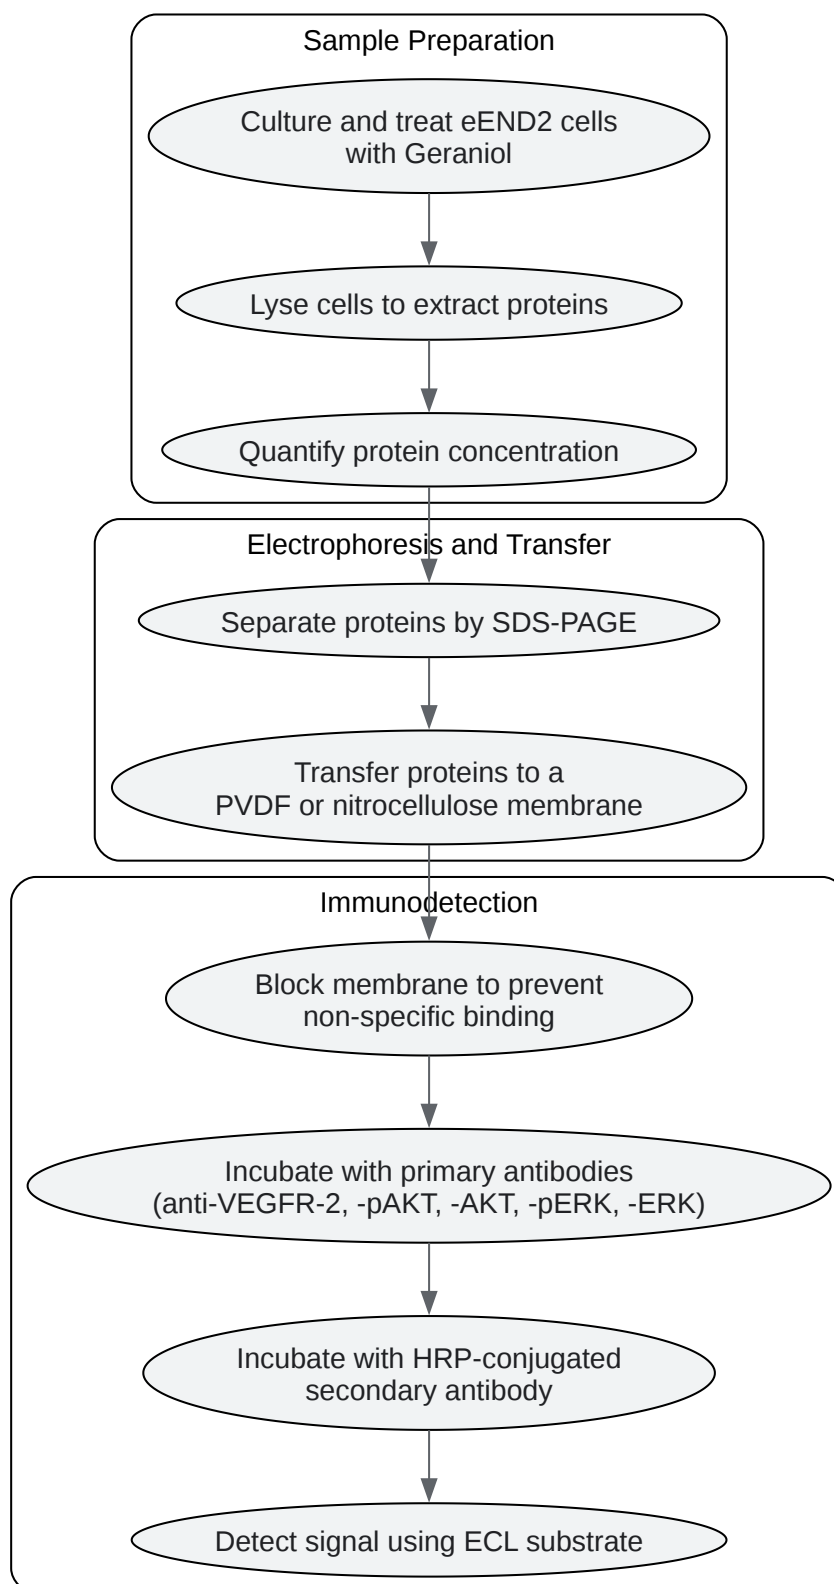 Sample Preparation
Culture and treat eEND2 cells
with Geraniol
Lyse cells to extract proteins
Quantify protein concentration
Electrophoresis and Transfer
Separate proteins by SDS-PAGE
Transfer proteins to a
PVDF or nitrocellulose membrane
Immunodetection
Block membrane to prevent
non-specific binding
Incubate with primary antibodies
(anti-VEGFR-2, -pAKT, -AKT, -pERK, -ERK)
Incubate with HRP-conjugated
secondary antibody
Detect signal using ECL substrate